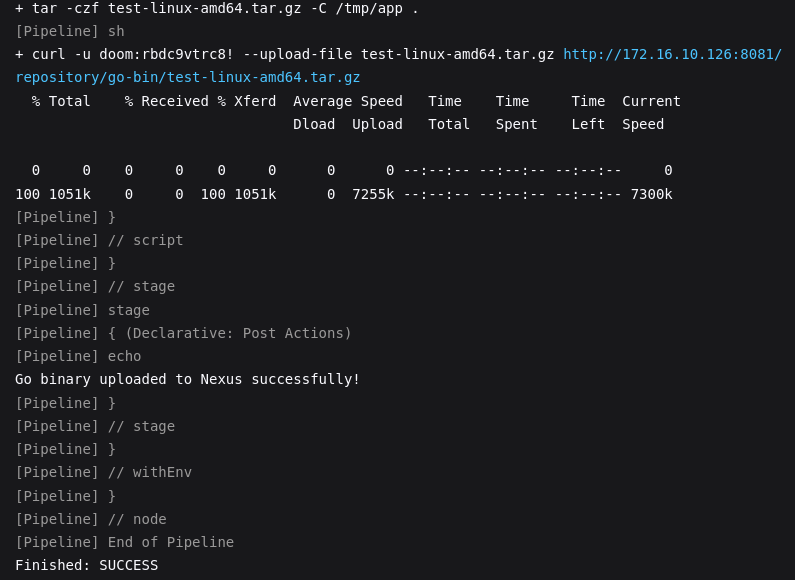 + tar -czf test-linux-amd64.tar.gz -C /tmp/app .
[Pipeline] sh
+ curl -u doom:rbdc9vtrc8! --upload-file test-linux-amd64.tar.gz http://172.16.10.126:8081/
repository/go-bin/test-linux-amd64.tar.gz
  % Total    % Received % Xferd  Average Speed   Time    Time     Time  Current
                                 Dload  Upload   Total   Spent    Left  Speed
  0     0    0     0    0     0      0      0 --:--:-- --:--:-- --:--:--     0
100 1051k    0     0  100 1051k      0  7255k --:--:-- --:--:-- --:--:-- 7300k
[Pipeline] }
[Pipeline] // script
[Pipeline] }
[Pipeline] // stage
[Pipeline] stage
[Pipeline] { (Declarative: Post Actions)
[Pipeline] echo
Go binary uploaded to Nexus successfully!
[Pipeline] }
[Pipeline] // stage
[Pipeline] }
[Pipeline] // withEnv
[Pipeline] }
[Pipeline] // node
[Pipeline] End of Pipeline
Finished: SUCCESS